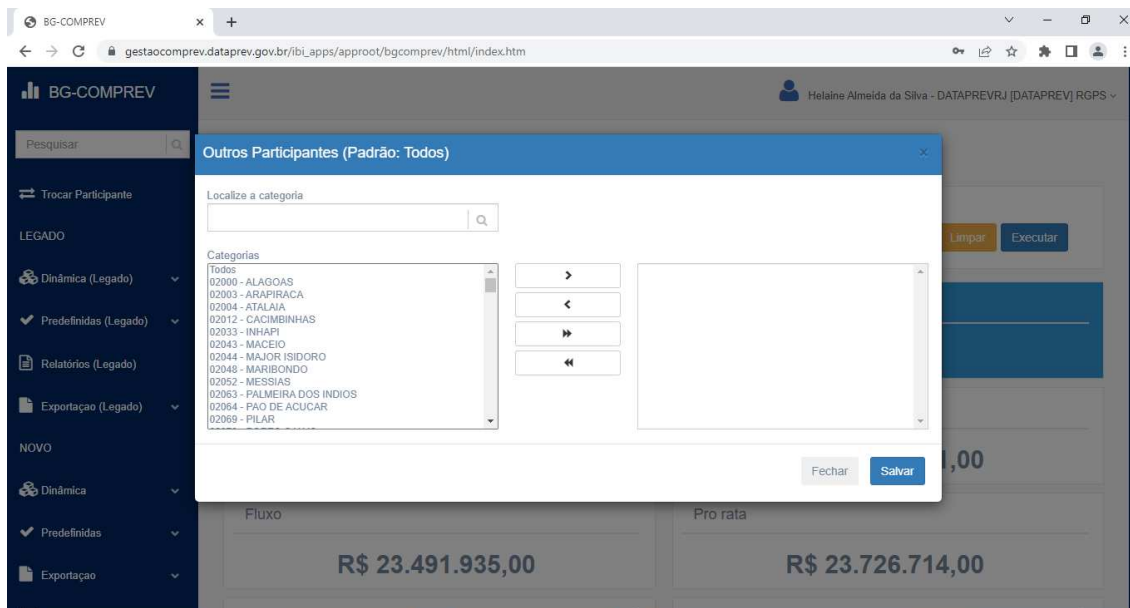 BG-COMPREV
gestaocomprev.dataprev.gov.br/ibi_apps/approot/bgcomprev/html/index.htm
BG-COMPREV
Helaine Almeida da Silva - DATAPREVRJ [DATAPREV] RGPS
Pesquisar
Trocar Participante
LEGADO
Dinâmica (Legado)
Predefinidas (Legado)
Relatórios (Legado)
Exportaçao (Legado)
NOVO
Dinâmica
Predefinidas
Exportaçao
Outros Participantes (Padrão: Todos)
Localize a categoria
Categorias
Todos
02000 - ALAGOAS
02003 - ARAPIRACA
02004 - ATALAIA
02012 - CACIMBINHAS
02033 - INHAPI
02043 - MACEIO
02044 - MAJOR ISIDORO
02048 - MARIBONDO
02052 - MESSIAS
02063 - PALMEIRA DOS INDIOS
02064 - PAO DE ACUCAR
02069 - PILAR
Fechar
Salvar
Limpar
Executar
,00
Fluxo
R$ 23.491.935,00
Pro rata
R$ 23.726.714,00